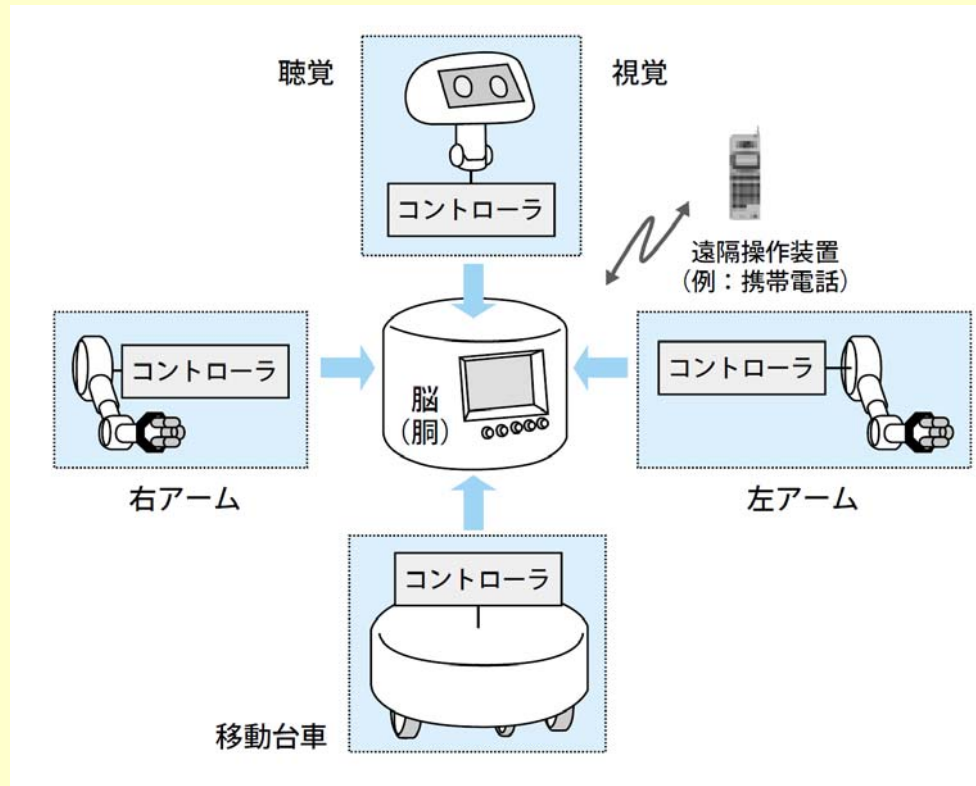 聴覚
視覚
コントローラ
遠隔操作装置
（例：携帯電話）
コントローラ
コントローラ
脳
（胴）
右アーム
左アーム
コントローラ
移動台車